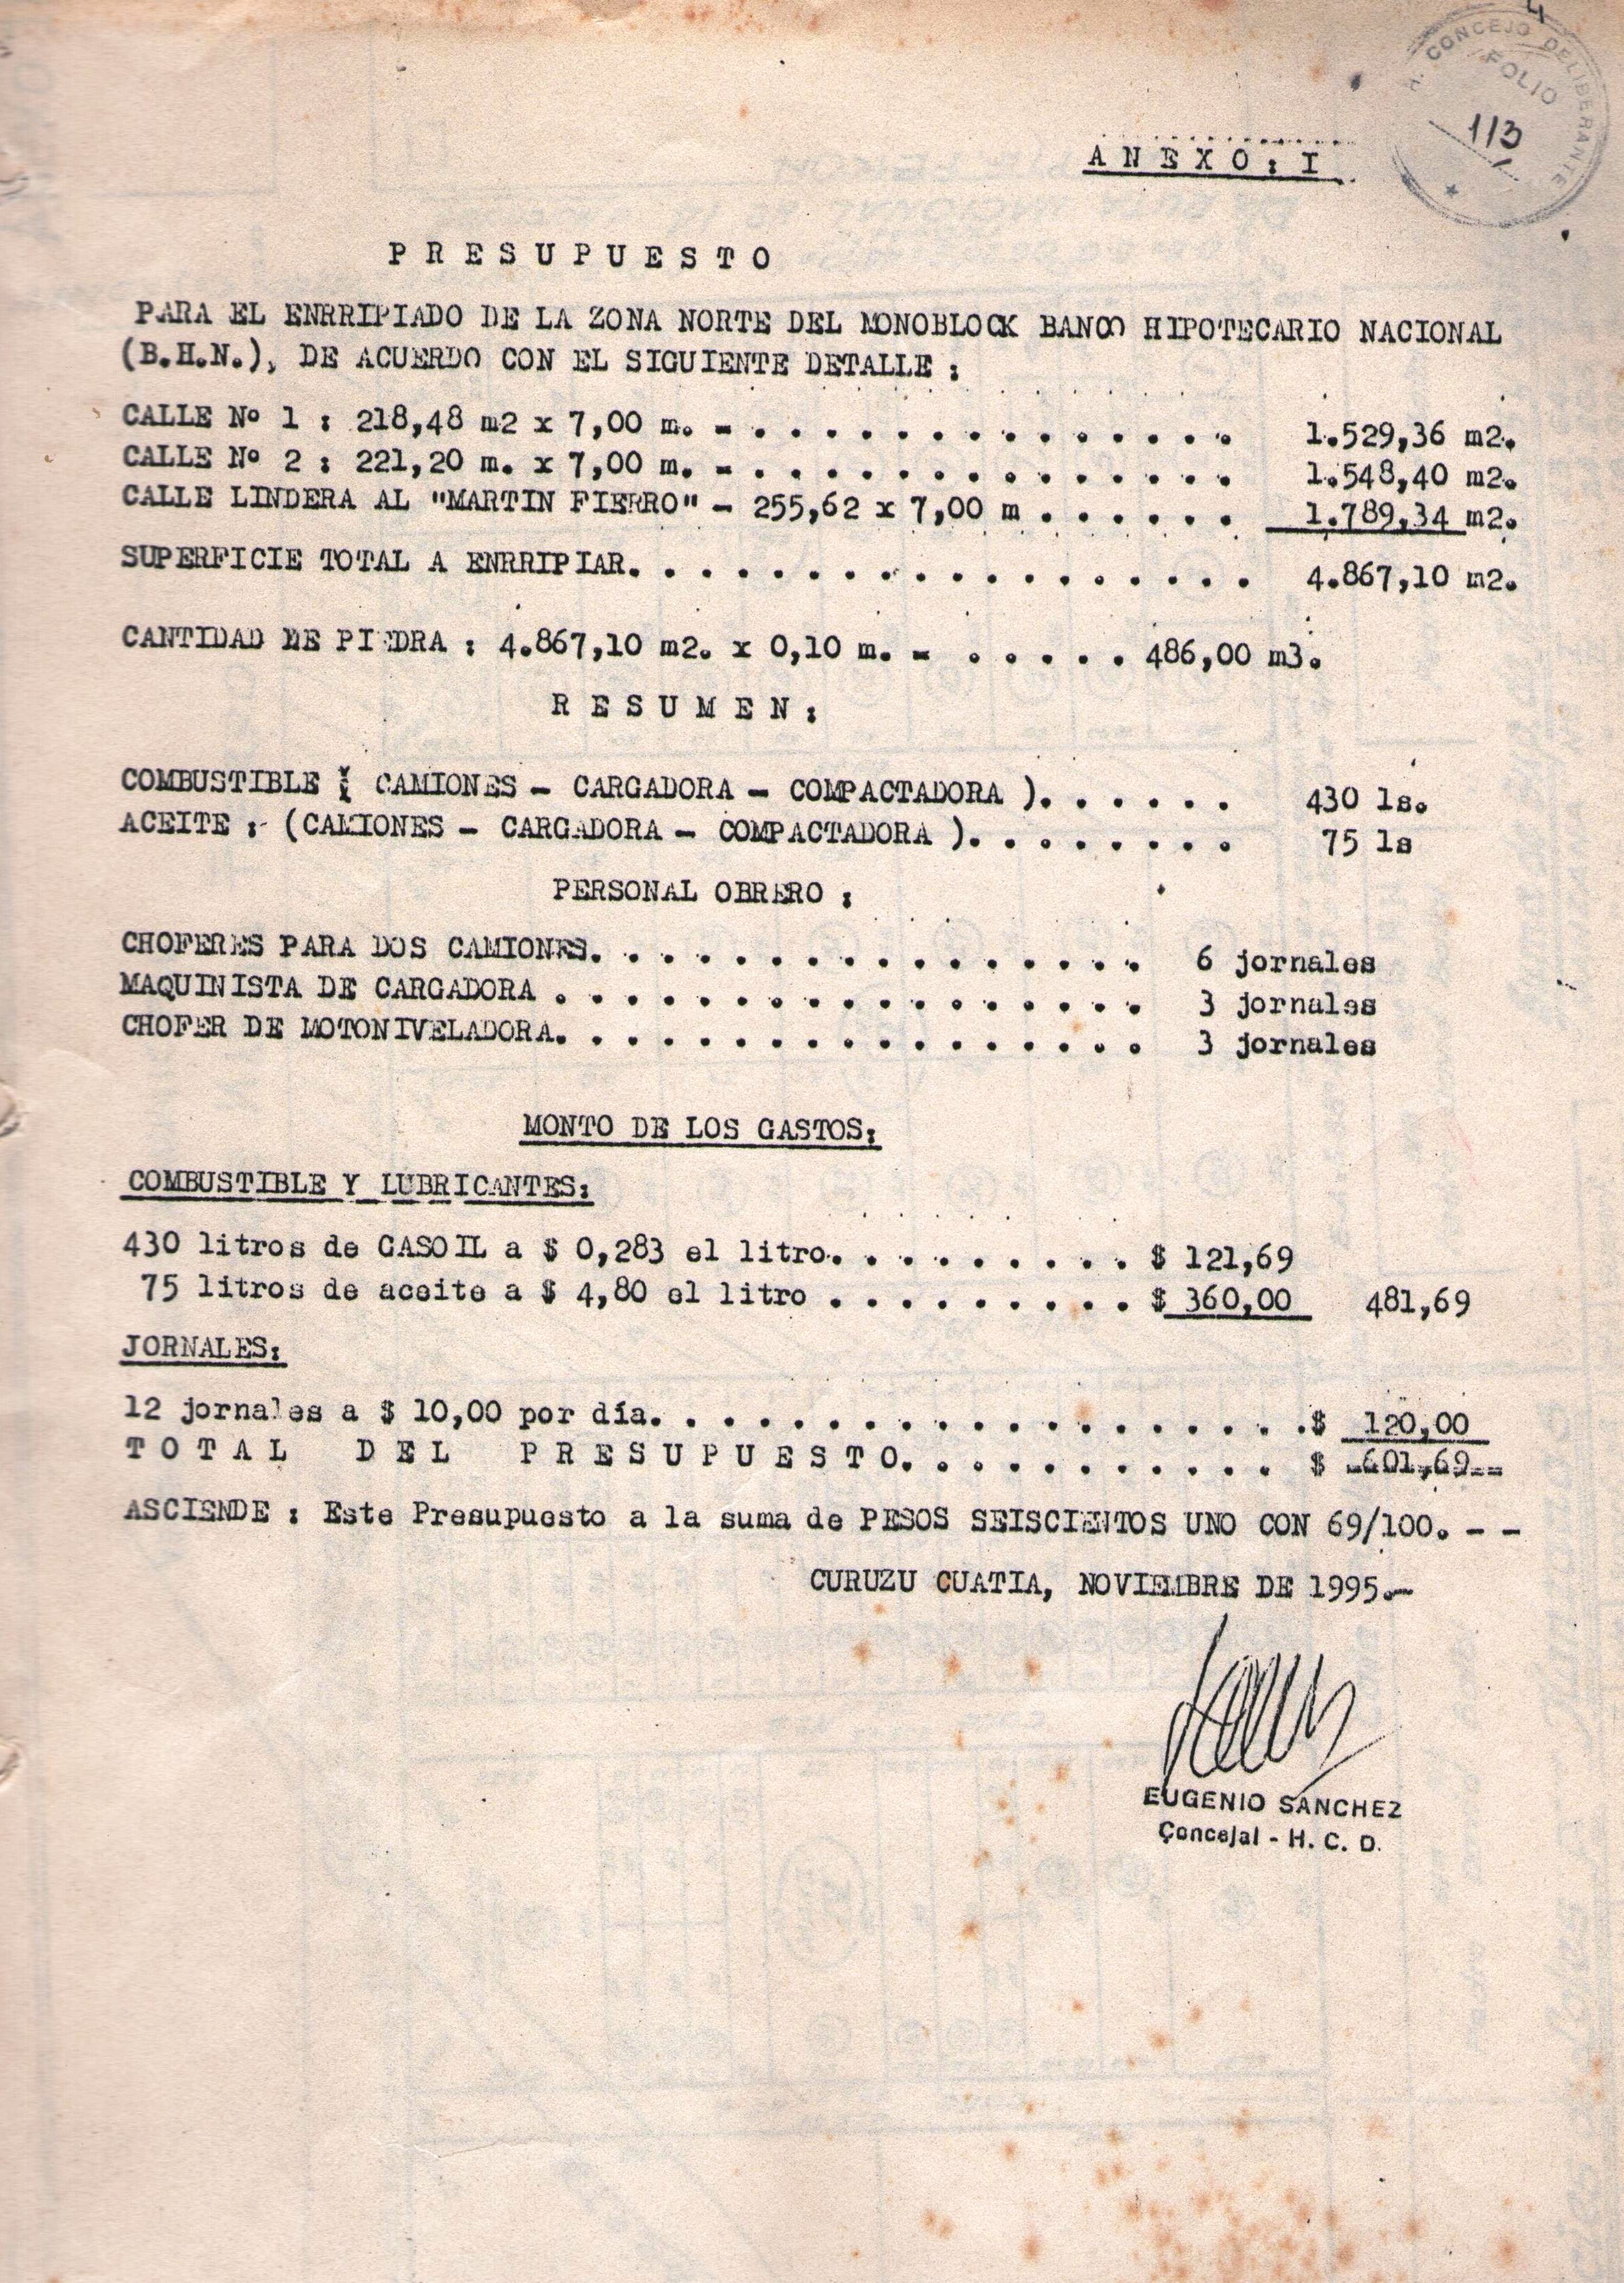 4
H. CONCEJO DELIBERANTE
FOLIO
113
A N E X O : I
P R E S U P U E S T O
PARA EL ENRRIPIADO DE LA ZONA NORTE DEL MONOBLOCK BANCO HIPOTECARIO NACIONAL
(B.H.N.), DE ACUERDO CON EL SIGUIENTE DETALLE :
CALLE Nº 1 : 218,48 m2 x 7,00 m. = . . . . . . . . . . . . . . 1.529,36 m2.
CALLE Nº 2 : 221,20 m. x 7,00 m. = . . . . . . . . . . . . . . 1.548,40 m2.
CALLE LINDERA AL "MARTIN FIERRO" - 255,62 x 7,00 m . . . . . . 1.789,34 m2.
SUPERFICIE TOTAL A ENRRIPIAR. . . . . . . . . . . . . . . . . . 4.867,10 m2.
CANTIDAD DE PIEDRA : 4.867,10 m2. x 0,10 m. = . . . . . 486,00 m3.
R E S U M E N :
COMBUSTIBLE ( CAMIONES - CARGADORA - COMPACTADORA ). . . . . . 430 ls.
ACEITE :- (CAMIONES - CARGADORA - COMPACTADORA ). . . . . . . . 75 ls
PERSONAL OBRERO :
CHOFERES PARA DOS CAMIONES. . . . . . . . . . . . . . . . 6 jornales
MAQUINISTA DE CARGADORA . . . . . . . . . . . . . . . . . 3 jornales
CHOFER DE MOTONIVELADORA. . . . . . . . . . . . . . . . . 3 jornales
MONTO DE LOS GASTOS:
COMBUSTIBLE Y LUBRICANTES:
430 litros de GASOIL a $ 0,283 el litro. . . . . . . . . $ 121,69
75 litros de aceite a $ 4,80 el litro . . . . . . . . . $ 360,00 481,69
JORNALES:
12 jornales a $ 10,00 por día. . . . . . . . . . . . . . . . . . .$ 120,00
T O T A L D E L P R E S U P U E S T O. . . . . . . . . . . $ -601,69--
ASCIENDE : Este Presupuesto a la suma de PESOS SEISCIENTOS UNO CON 69/100. - -
CURUZU CUATIA, NOVIEMBRE DE 1995.-
EUGENIO SANCHEZ
Concejal - H. C. D.